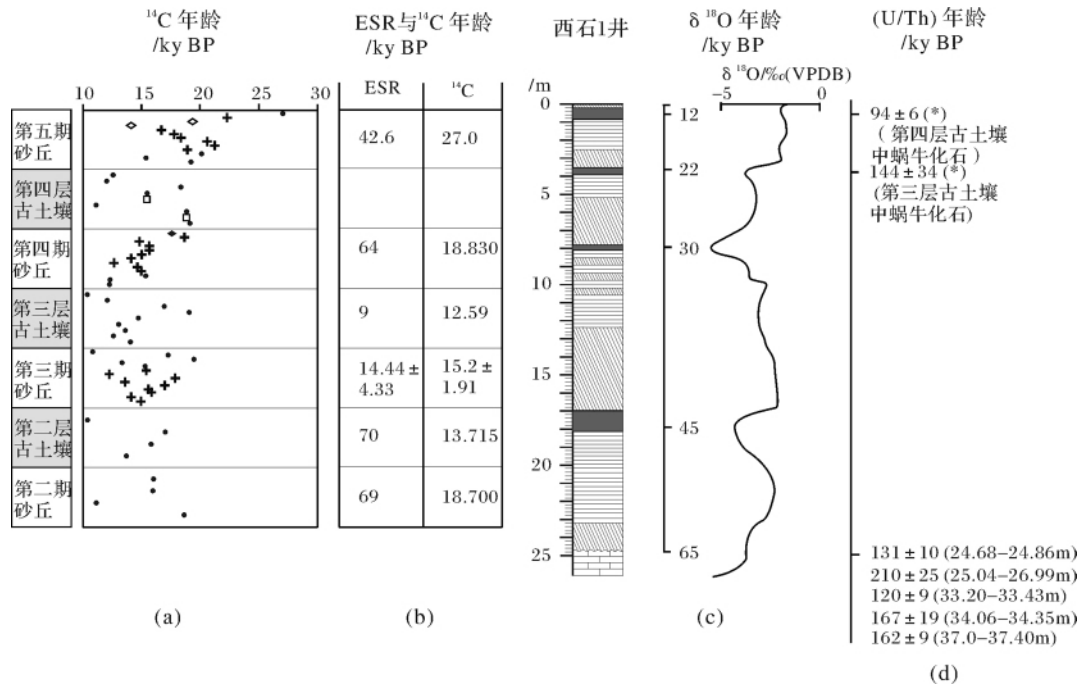 ¹⁴C 年龄
/ky BP
10 15 20 25 30
第五期
砂丘
第四层
古土壤
第四期
砂丘
第三层
古土壤
第三期
砂丘
第二层
古土壤
第二期
砂丘
(a)
ESR与¹⁴C 年龄
/ky BP
ESR ¹⁴C
42.6 27.0
64 18.830
9 12.59
14.44 ± 15.2 ±
4.33 1.91
70 13.715
69 18.700
(b)
西石1井
/m
0
5
10
15
20
25
δ ¹⁸O 年龄
/ky BP
δ ¹⁸O/‰(VPDB)
−5 0
12
22
30
45
65
(c)
(U/Th) 年龄
/ky BP
94 ± 6 (*)
( 第四层古土壤
中蜗牛化石 )
144 ± 34 (*)
(第三层古土壤
中蜗牛化石)
131 ± 10 (24.68−24.86m)
210 ± 25 (25.04−26.99m)
120 ± 9 (33.20−33.43m)
167 ± 19 (34.06−34.35m)
162 ± 9 (37.0-37.40m)
(d)